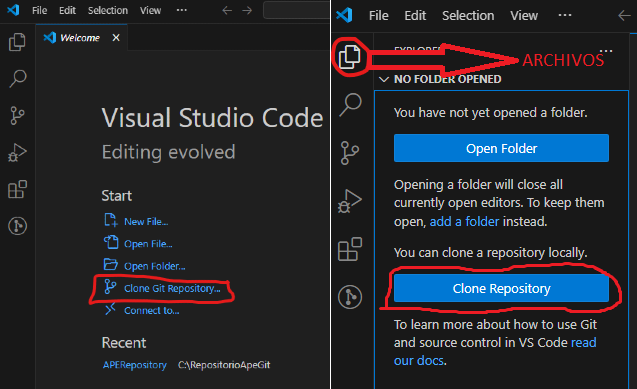 File Edit Selection View ...
Welcome
Visual Studio Code
Editing evolved
Start
New File...
Open File...
Open Folder...
Clone Git Repository...
Connect to...
Recent
APERepository C:\RepositorioApeGit
File Edit Selection View ...
ARCHIVOS
NO FOLDER OPENED
You have not yet opened a folder.
Open Folder
Opening a folder will close all
currently open editors. To keep them
open, add a folder instead.
You can clone a repository locally.
Clone Repository
To learn more about how to use Git
and source control in VS Code read
our docs.